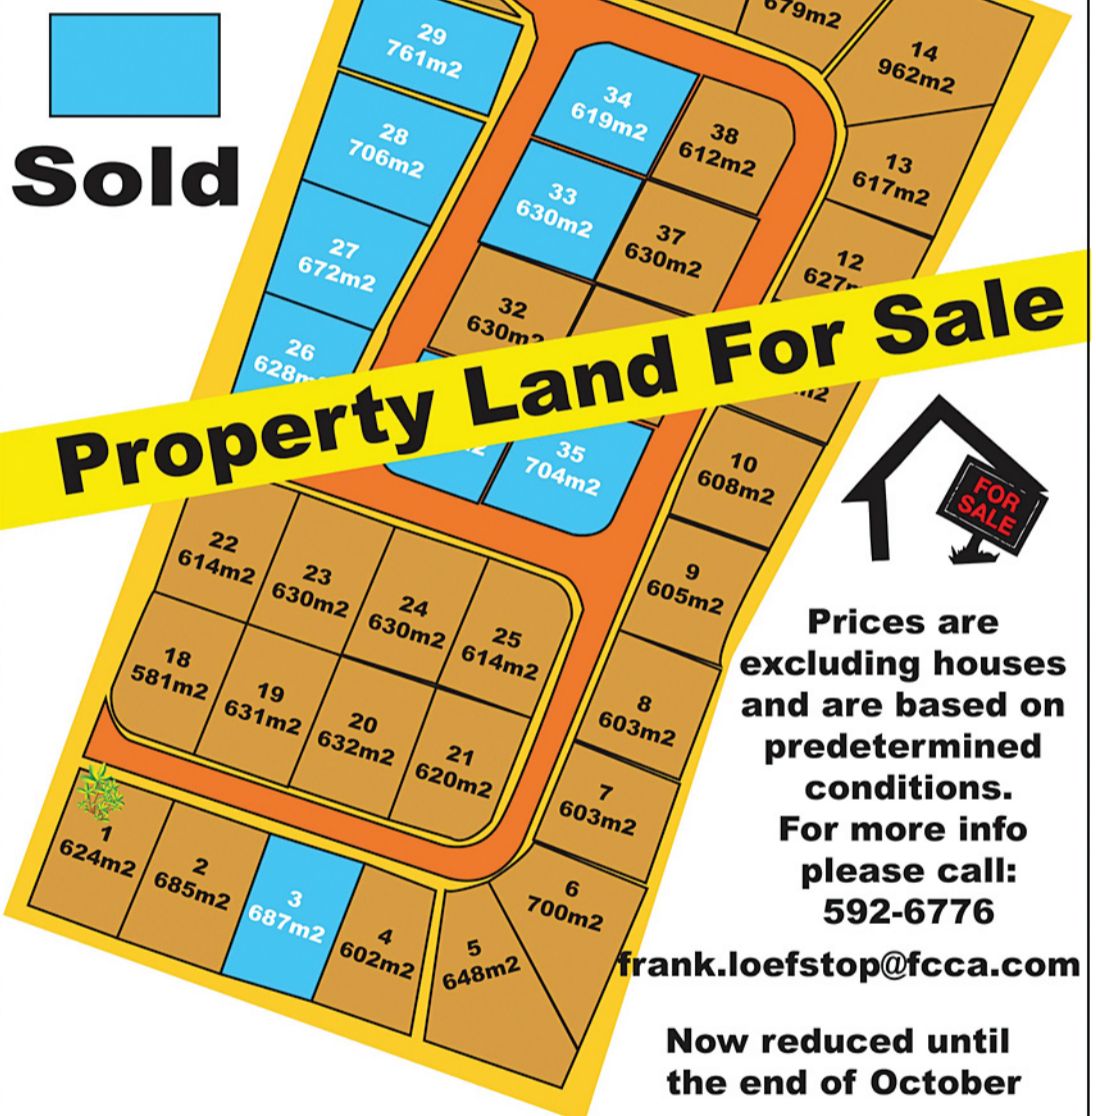 Sold
29
761m2
28
706m2
27
672m2
26
34
619m2
38
612m2
33
630m2
37
630m2
32
679m2
14
962m2
13
617m2
12
Property Land For Sale
35
704m2
10
608m2
9
605m2
8
603m2
7
603m2
6
700m2
22
614m2
23
630m2
24
630m2
25
614m2
18
581m2
19
631m2
20
632m2
21
620m2
1
624m2
2
685m2
3
687m2
4
602m2
5
648m2
FOR
SALE
Prices are
excluding houses
and are based on
predetermined
conditions.
For more info
please call:
592-6776
frank.loefstop@fcca.com
Now reduced until
the end of October